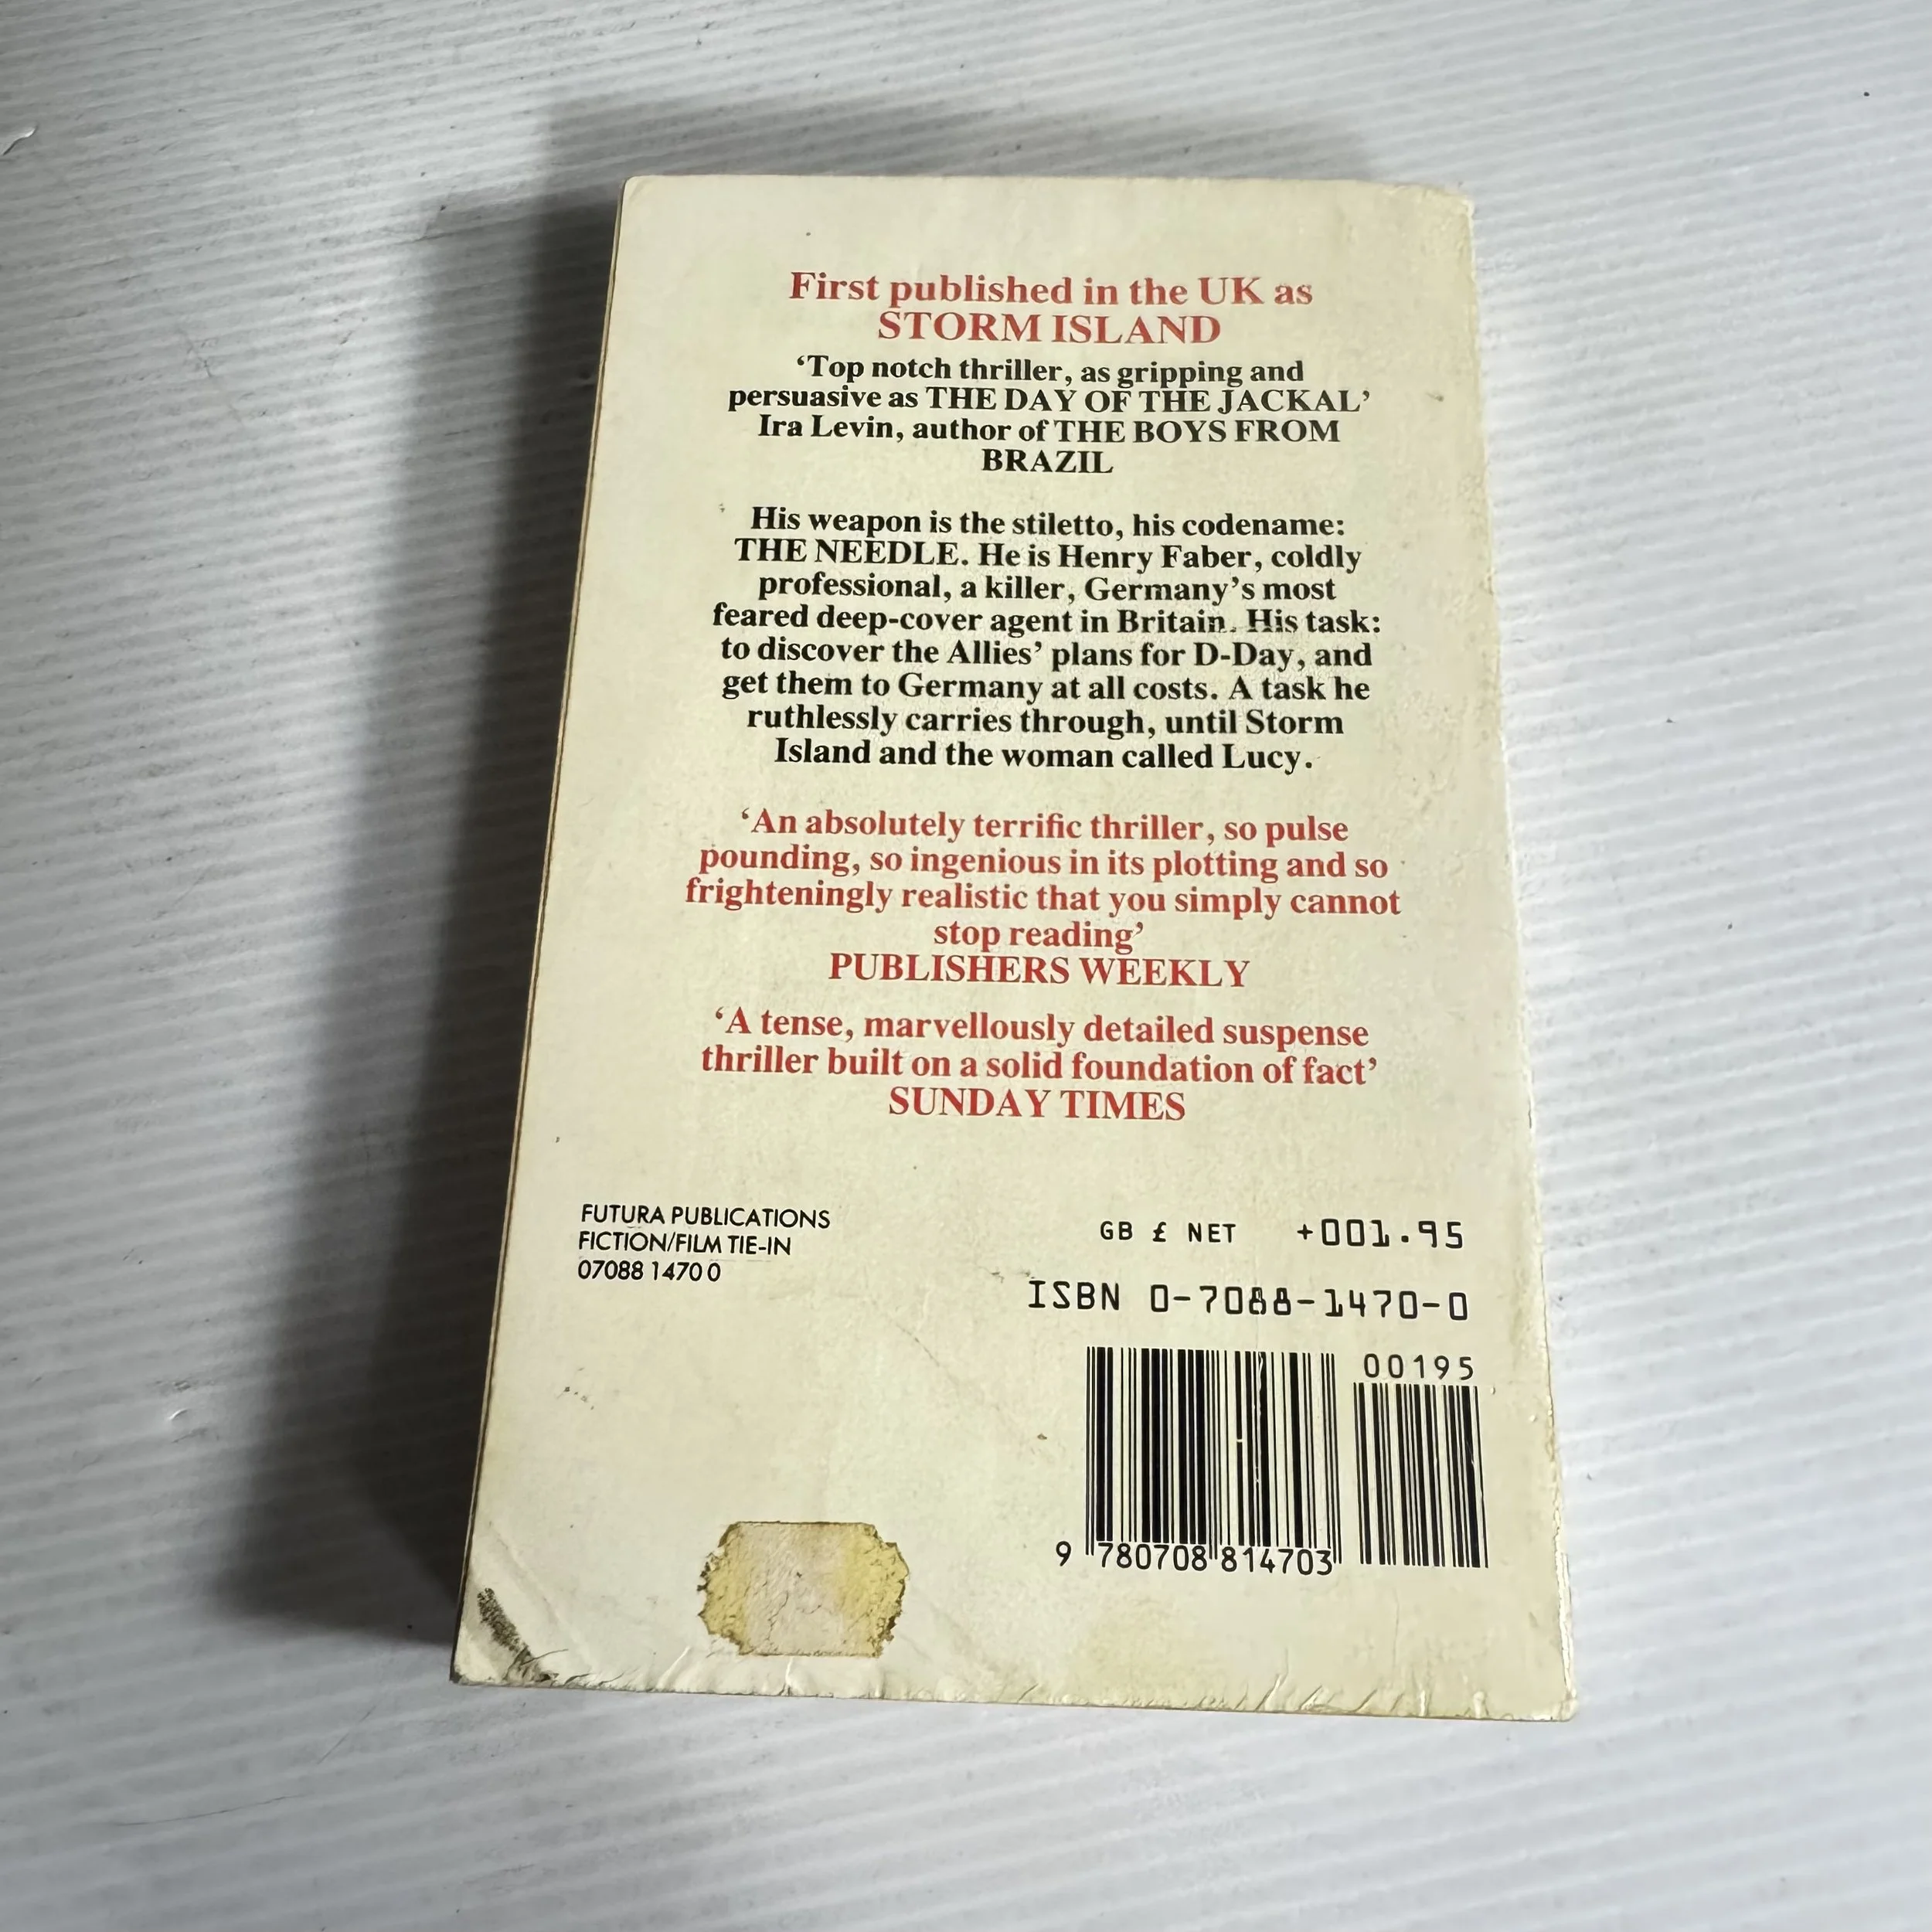 First published in the UK as
STORM ISLAND
‘Top notch thriller, as gripping and
persuasive as THE DAY OF THE JACKAL’
Ira Levin, author of THE BOYS FROM
BRAZIL
His weapon is the stiletto, his codename:
THE NEEDLE. He is Henry Faber, coldly
professional, a killer, Germany’s most
feared deep-cover agent in Britain. His task:
to discover the Allies’ plans for D-Day, and
get them to Germany at all costs. A task he
ruthlessly carries through, until Storm
Island and the woman called Lucy.
‘An absolutely terrific thriller, so pulse
pounding, so ingenious in its plotting and so
frighteningly realistic that you simply cannot
stop reading’
PUBLISHERS WEEKLY
‘A tense, marvellously detailed suspense
thriller built on a solid foundation of fact’
SUNDAY TIMES
FUTURA PUBLICATIONS
FICTION/FILM TIE-IN
07088 1470 0
GB £ NET +001.95
ISBN 0-7088-1470-0
00195
9 780708 814703